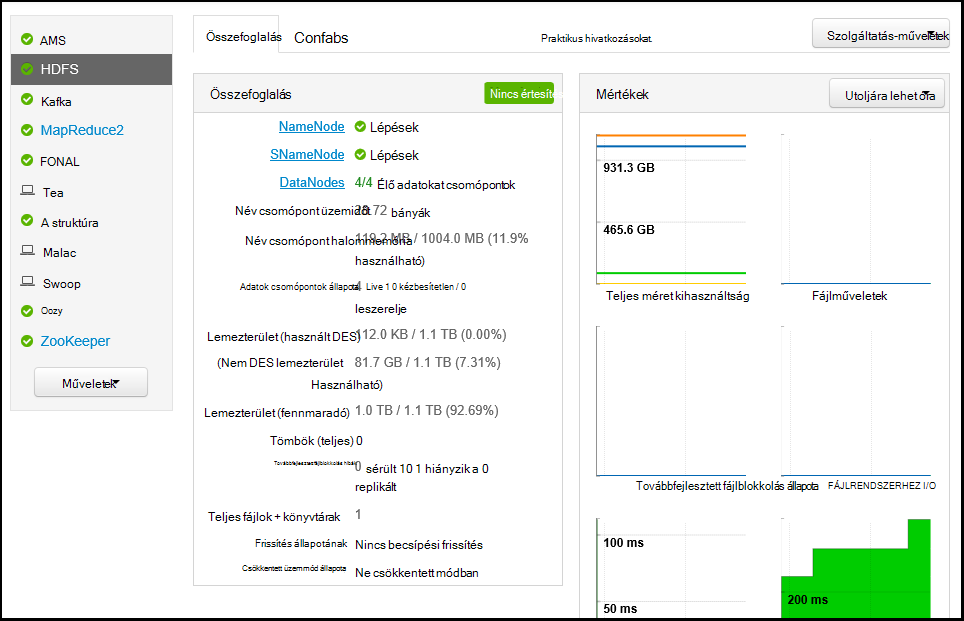 AMS
HDFS
Kafka
MapReduce2
FONAL
Tea
A struktúra
Malac
Swoop
Oozy
ZooKeeper
Műveletek
Összefoglalás
Confabs
Praktikus hivatkozásokat
Szolgáltatás-műveletek
Összefoglalás
Nincs értesíte
NameNode Lépések
SNameNode Lépések
DataNodes 4/4 Élő adatokat csomópontok
Név csomópont üzemidőt .72 bányák
Név csomópont halommemória 119.2 MB / 1004.0 MB (11.9%
használható)
Adatok csomópontok állapota Live 1 0 kézbesítetlen / 0
leszerelje
Lemezterület (használt DES) 112.0 KB / 1.1 TB (0.00%)
(Nem DES lemezterület 81.7 GB / 1.1 TB (7.31%)
Használható)
Lemezterület (fennmaradó) 1.0 TB / 1.1 TB (92.69%)
Tömbök (teljes) 0
Továbbfejlesztett fájlblokkolás hibák 0 sérült 10 1 hiányzik a 0
replikált
Teljes fájlok + könyvtárak 1
Frissítés állapotának Nincs becsípési frissítés
Csökkentett üzemmód állapota Ne csökkentett módban
Mértékek
Utoljára lehet
931.3 GB
465.6 GB
Teljes méret kihasználtság
Fájlműveletek
Továbbfejlesztett fájlblokkolás állapota
FÁJLRENDSZERHEZ I/O
100 ms
50 ms
200 ms